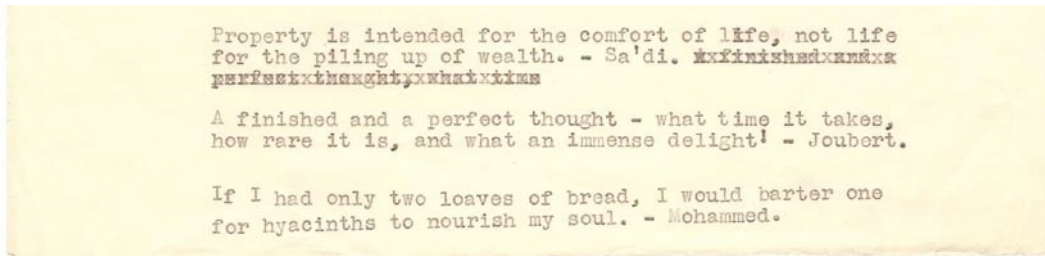 Property is intended for the comfort of life, not life
for the piling up of wealth. - Sa'di. xxfinishedxandxa
perfectxthoughtyxwhatxtime
A finished and a perfect thought - what time it takes,
how rare it is, and what an immense delight! - Joubert.
If I had only two loaves of bread, I would barter one
for hyacinths to nourish my soul. - Mohammed.